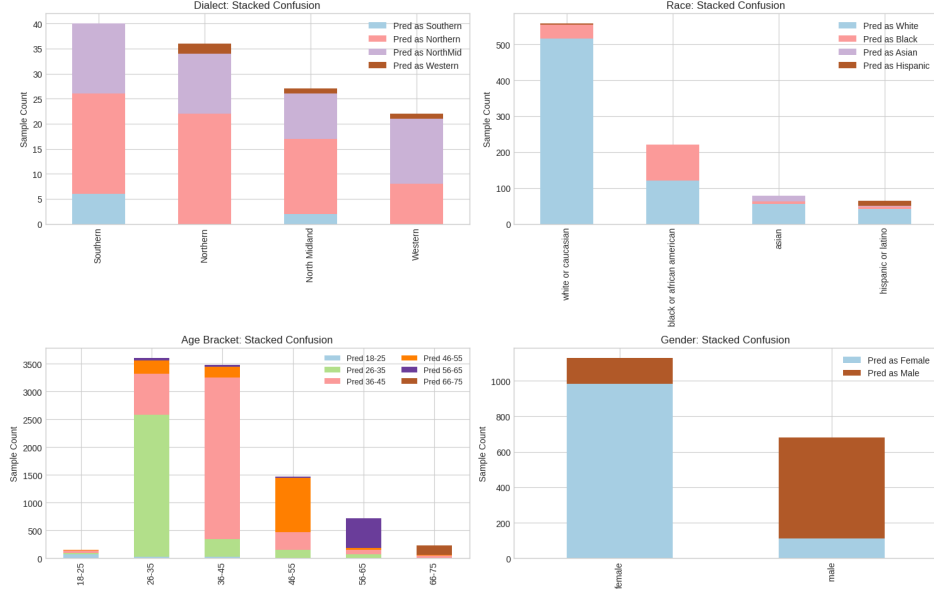 Dialect: Stacked Confusion
Sample Count
40
35
30
25
20
15
10
5
0
Pred as Southern
Pred as Northern
Pred as NorthMid
Pred as Western
Southern
Northern
North Midland
Western
Race: Stacked Confusion
Sample Count
500
400
300
200
100
0
Pred as White
Pred as Black
Pred as Asian
Pred as Hispanic
white or caucasian
black or african american
asian
hispanic or latino
Age Bracket: Stacked Confusion
Sample Count
3500
3000
2500
2000
1500
1000
500
0
Pred 18-25
Pred 26-35
Pred 36-45
Pred 46-55
Pred 56-65
Pred 66-75
18-25
26-35
36-45
46-55
56-65
66-75
Gender: Stacked Confusion
Sample Count
1000
800
600
400
200
0
Pred as Female
Pred as Male
female
male